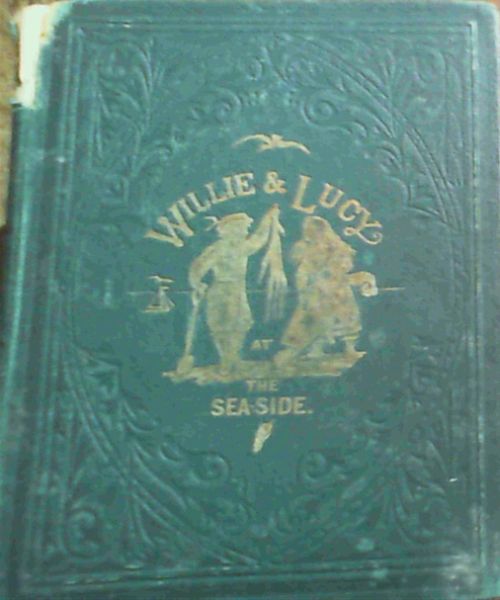 WILLIE & LUCY
AT
THE
SEA-SIDE.